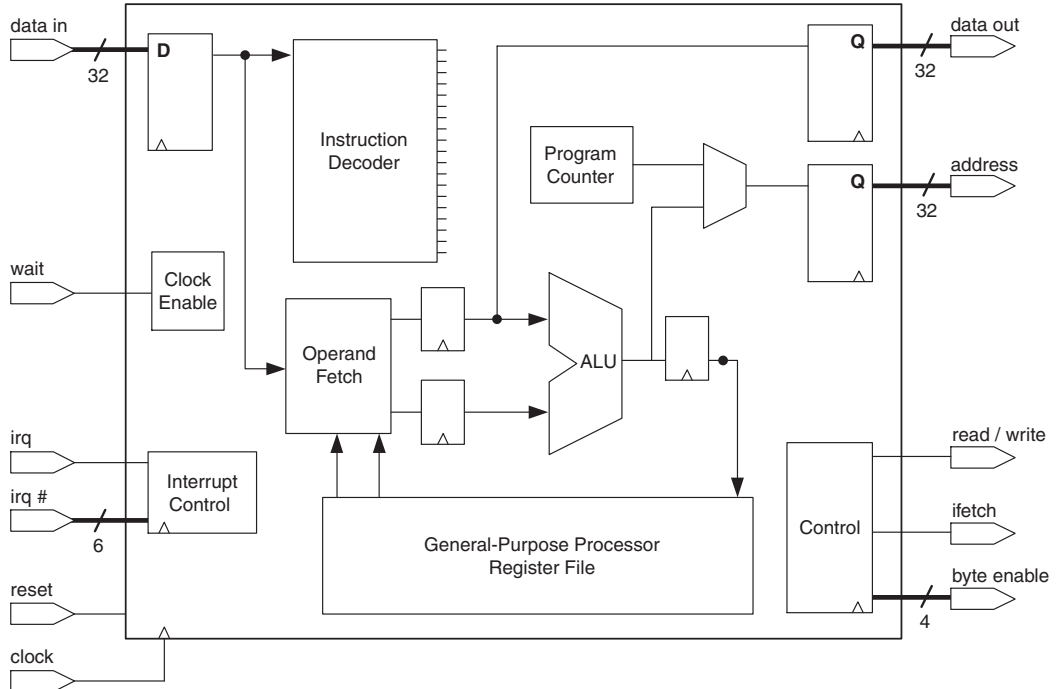 data in
32
D
Instruction
Decoder
Q
data out
32
Program
Counter
Q
address
32
wait
Clock
Enable
Operand
Fetch
ALU
irq
irq #
6
Interrupt
Control
General-Purpose Processor
Register File
Control
read / write
ifetch
byte enable
4
reset
clock